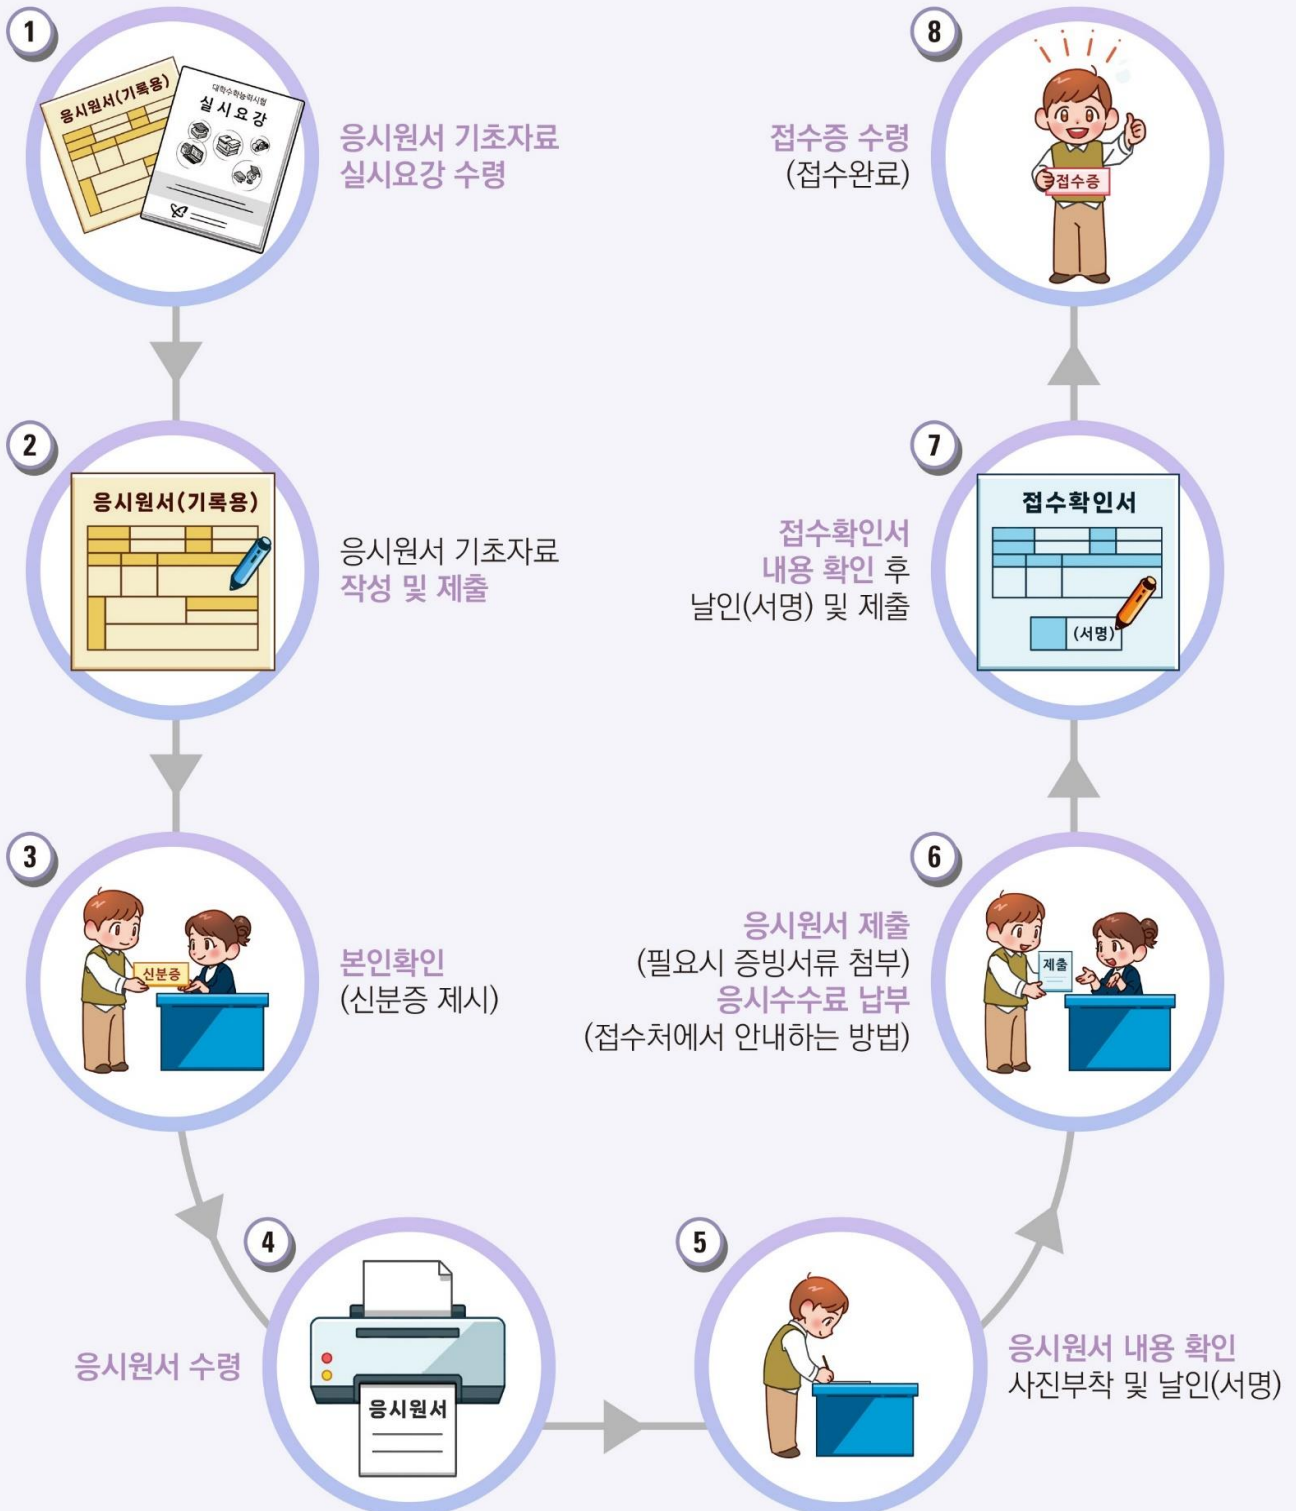 1
응시원서(기록용)
대학수학능력시험
실시요강
응시원서 기초자료
실시요강 수령
2
응시원서(기록용)
응시원서 기초자료
작성 및 제출
3
신분증
본인확인
(신분증 제시)
4
응시원서
응시원서 수령
5
응시원서 내용 확인
사진부착 및 날인(서명)
6
제출
응시원서 제출
(필요시 증빙서류 첨부)
응시수수료 납부
(접수처에서 안내하는 방법)
7
접수확인서
(서명)
접수확인서
내용 확인 후
날인(서명) 및 제출
8
접수증
접수증 수령
(접수완료)